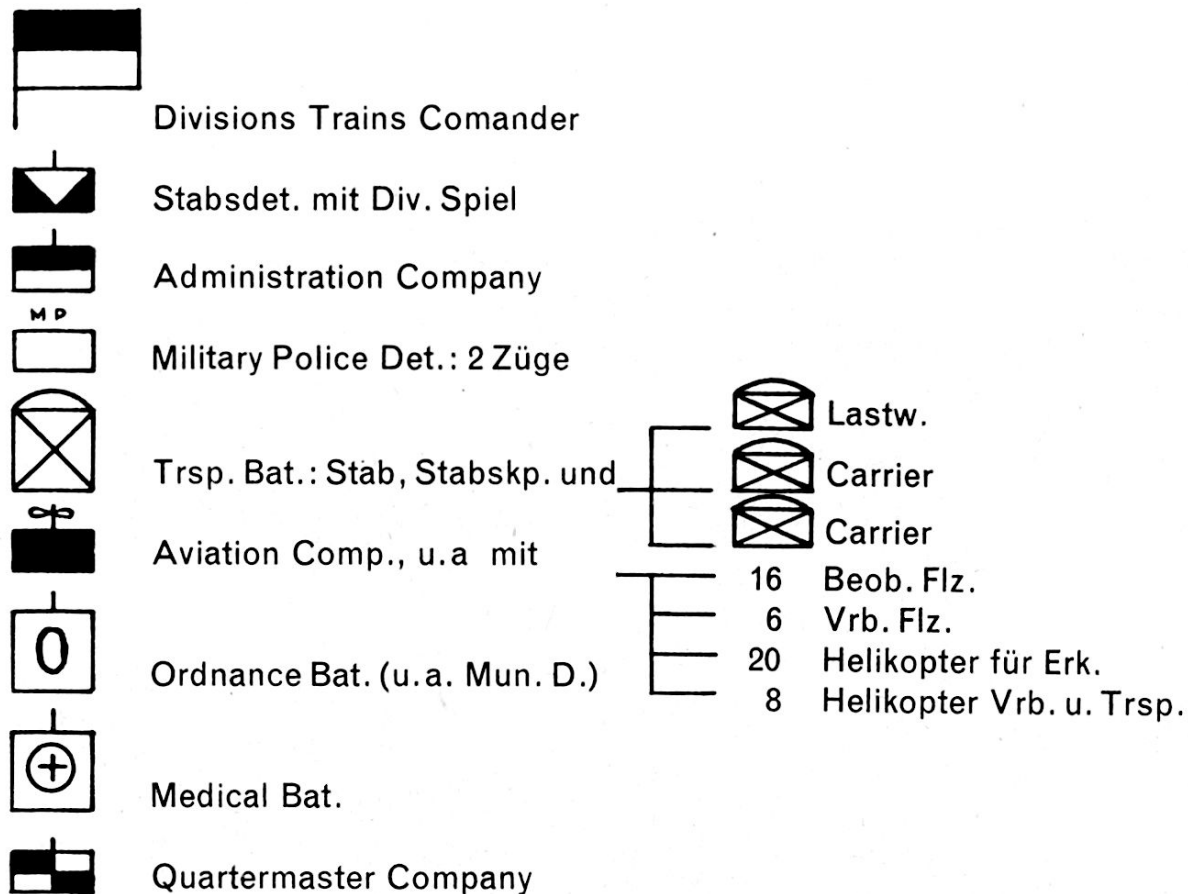 Divisions Trains Comander
Stabsdet. mit Div. Spiel
Administration Company
MP
Military Police Det.: 2 Züge
Trsp. Bat.: Stab, Stabskp. und
Lastw.
Carrier
Carrier
Aviation Comp., u.a mit
16 Beob. Flz.
6 Vrb. Flz.
20 Helikopter für Erk.
8 Helikopter Vrb. u. Trsp.
0
Ordnance Bat. (u.a. Mun. D.)
Medical Bat.
Quartermaster Company